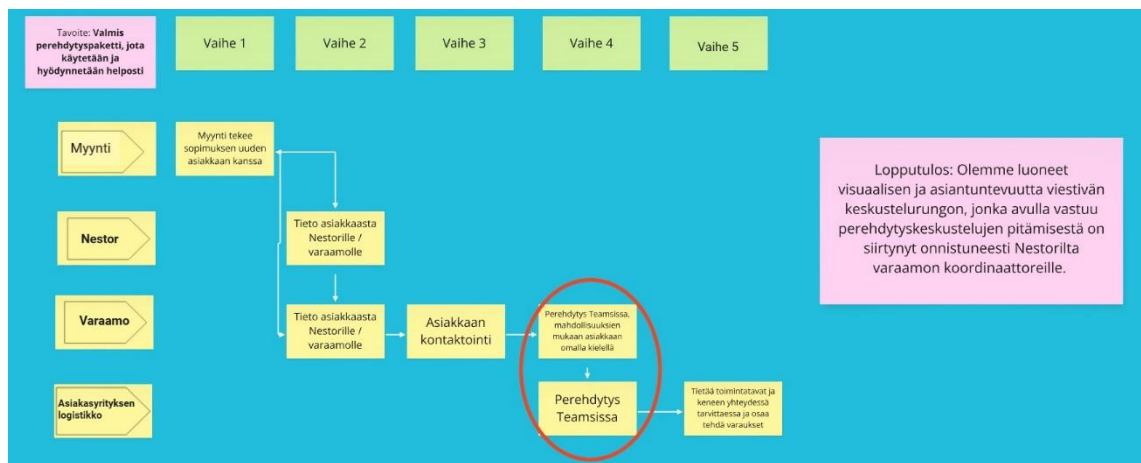 Tavoite: Valmis
perehdytyspaketti, jota
käytetään ja
hyödynnetään helposti
Vaihe 1
Vaihe 2
Vaihe 3
Vaihe 4
Vaihe 5
Myynti
Myynti tekee
sopimuksen uuden
asiakkaan kanssa
Nestor
Tieto asiakkaasta
Nestorille /
varaamolle
Varaamo
Tieto asiakkaasta
Nestorille /
varaamolle
Asiakkaan
kontaktointi
Perehdytys Teamsissa,
mahdollisuuksien
mukaan asiakkaan
omalla kielellä
Asiakasyrityksen
logistikko
Perehdytys
Teamsissa
Tietää toimintatavat ja
keneen yhteydessä
tarvittaessa ja osaa
tehdä varaukset
Lopputulos: Olemme luoneet
visuaalisen ja asiantuntevuutta viestivän
keskustelurungon, jonka avulla vastuu
perehdytyskeskustelujen pitämisestä on
siirtynyt onnistuneesti Nestorilta
varaamon koordinaattoreille.